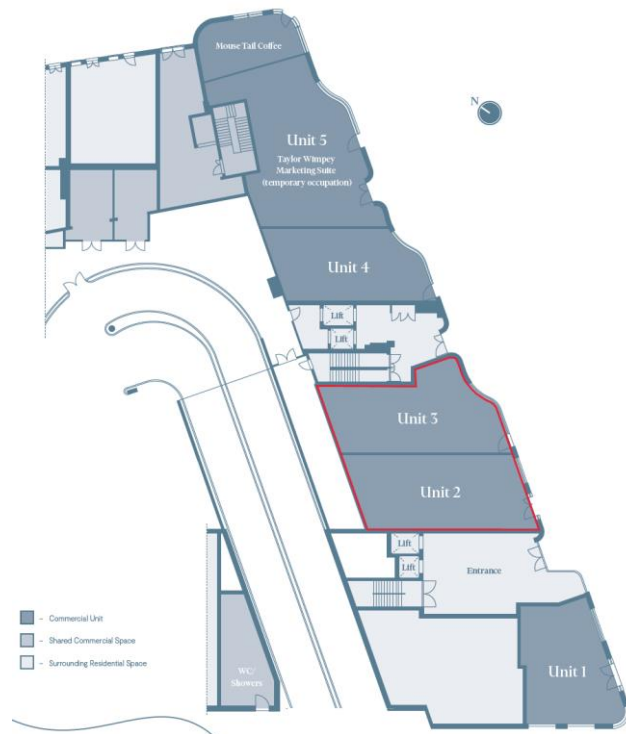 Mouse Tail Coffee
N
Unit 5
Taylor Wimpey
Marketing Suite
(temporary occupation)
Unit 4
Lift
Lift
Unit 3
Unit 2
Lift
Lift
Entrance
Unit 1
WC/
Showers
– Commercial Unit
– Shared Commercial Space
– Surrounding Residential Space